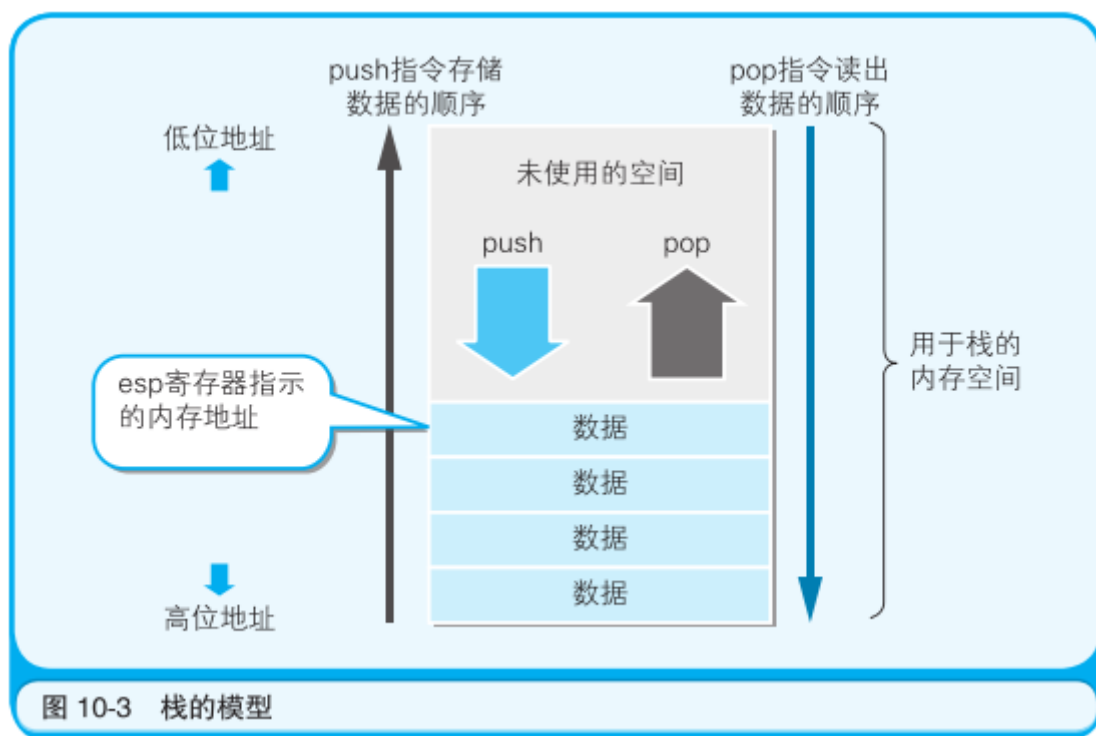 push指令存储
数据的顺序
pop指令读出
数据的顺序
低位地址
未使用的空间
push
pop
esp寄存器指示
的内存地址
用于栈的
内存空间
数据
数据
数据
数据
高位地址
图 10-3 栈的模型